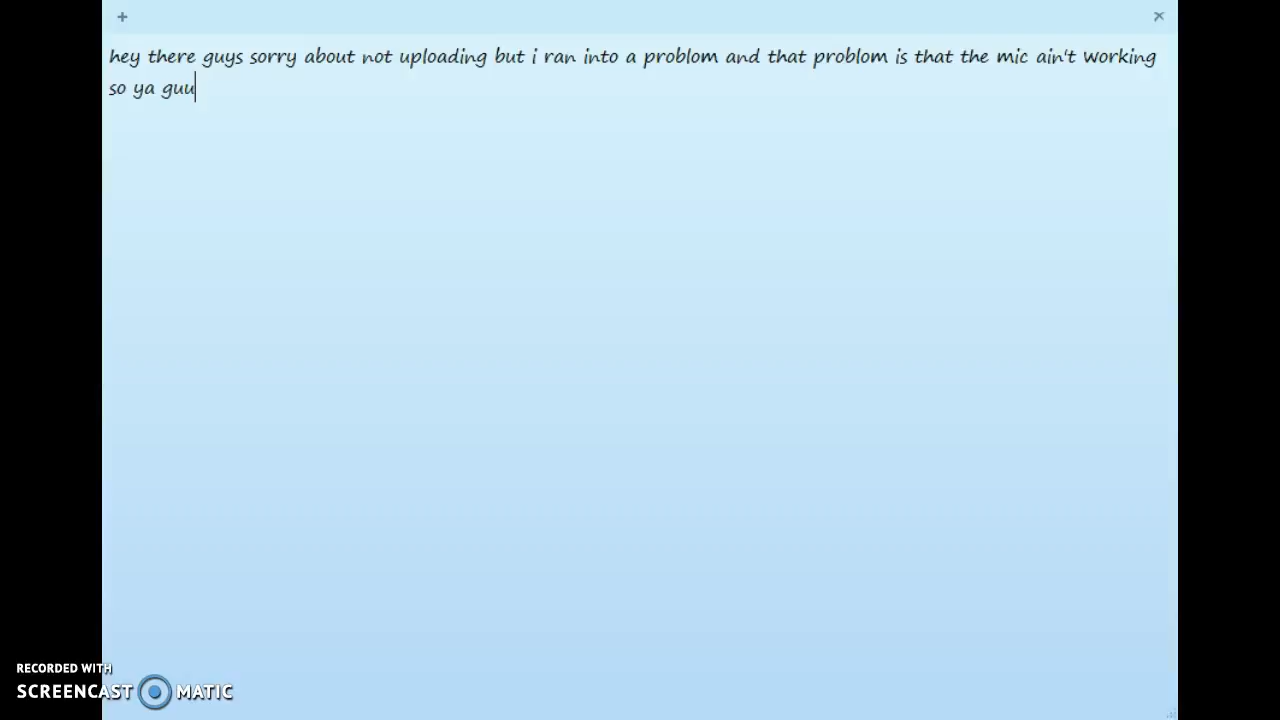 hey there guys sorry about not uploading but i ran into a problom and that problom is that the mic ain't working
so ya guu
RECORDED WITH
SCREENCAST MATIC